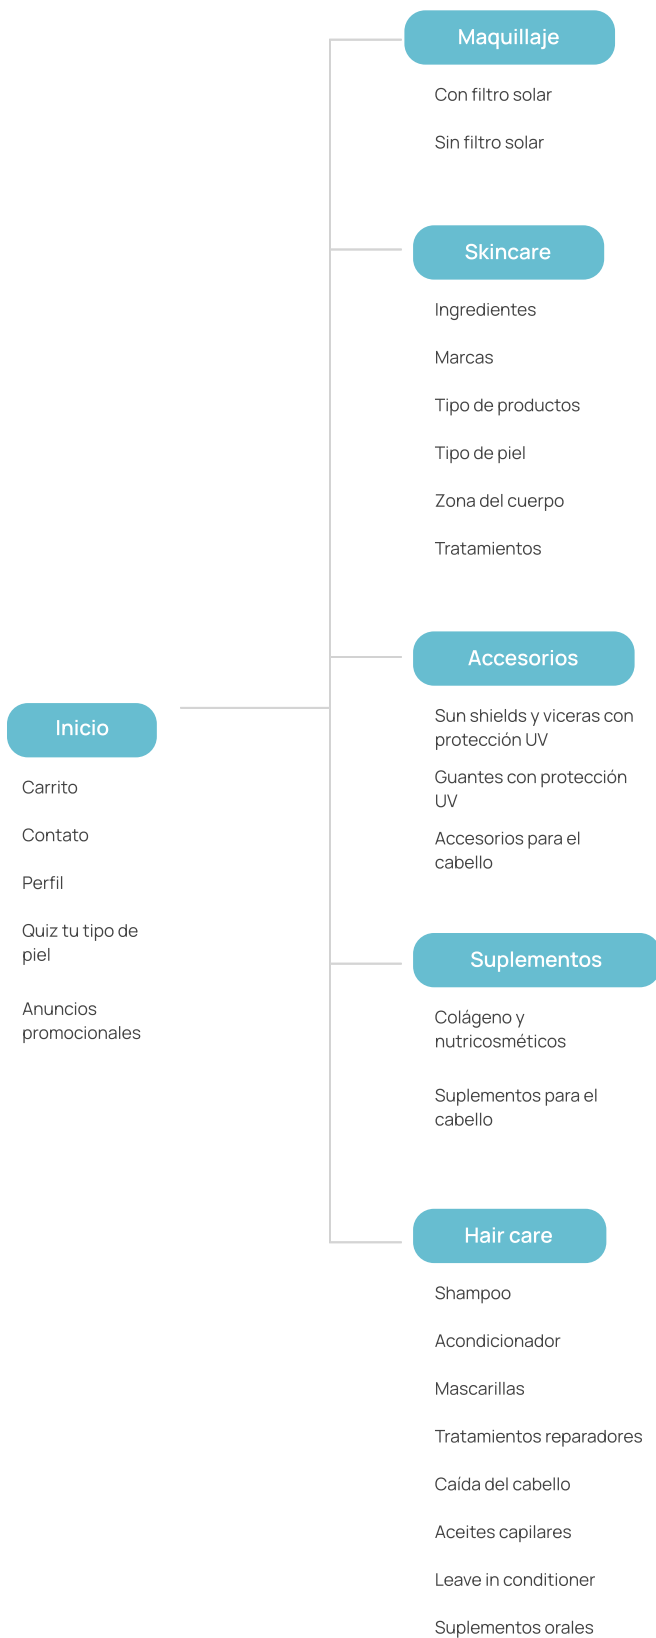 Maquillaje
Con filtro solar
Sin filtro solar
Skincare
Ingredientes
Marcas
Tipo de productos
Tipo de piel
Zona del cuerpo
Tratamientos
Accesorios
Sun shields y viceras con
protección UV
Guantes con protección
UV
Accesorios para el
cabello
Inicio
Carrito
Contato
Perfil
Quiz tu tipo de
piel
Anuncios
promocionales
Suplementos
Colágeno y
nutricosméticos
Suplementos para el
cabello
Hair care
Shampoo
Acondicionador
Mascarillas
Tratamientos reparadores
Caída del cabello
Aceites capilares
Leave in conditioner
Suplementos orales